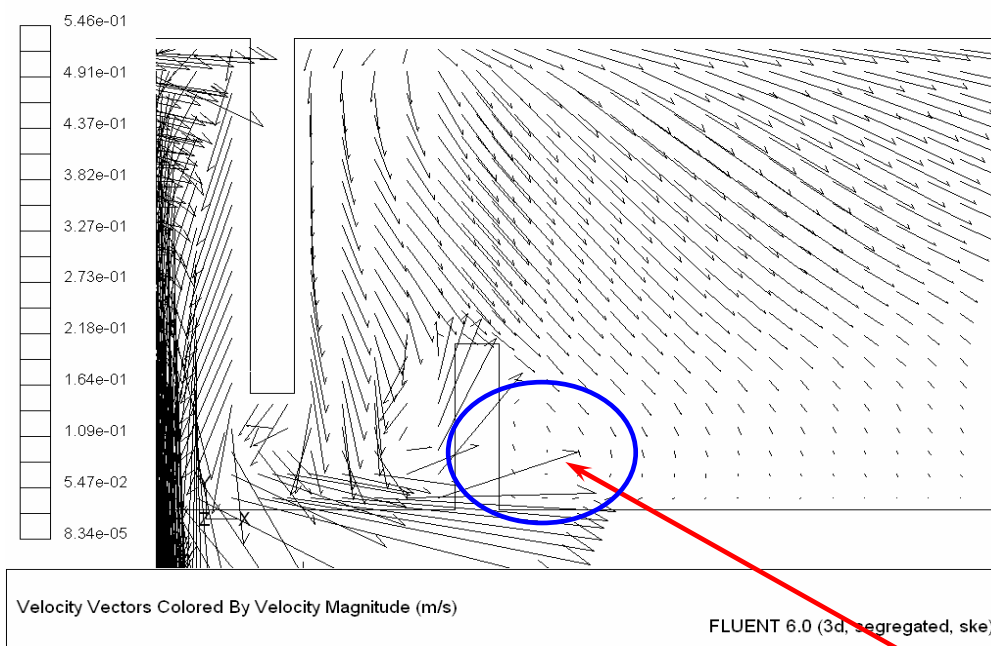 5.46e-01
4.91e-01
4.37e-01
3.82e-01
3.27e-01
2.73e-01
2.18e-01
1.64e-01
1.09e-01
5.47e-02
8.34e-05
Z X
Velocity Vectors Colored By Velocity Magnitude (m/s)
FLUENT 6.0 (3d, segregated, ske)